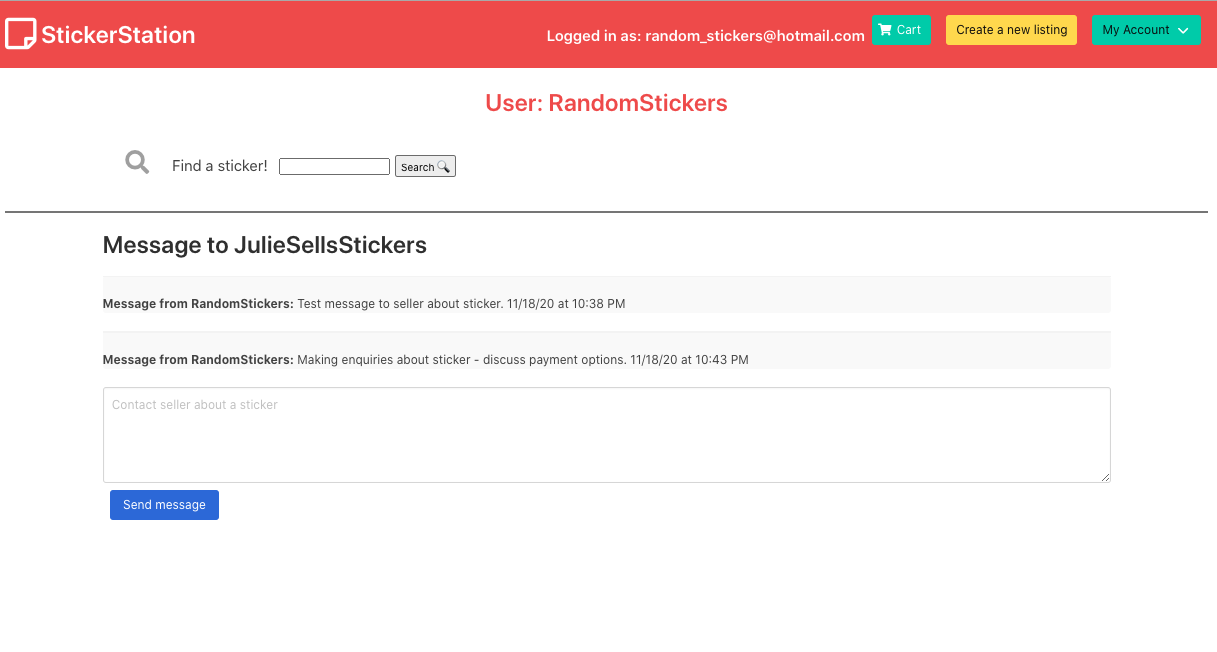 StickerStation
Logged in as: random_stickers@hotmail.com Cart Create a new listing My Account
User: RandomStickers
Find a sticker! Search
Message to JulieSellsStickers
Message from RandomStickers: Test message to seller about sticker. 11/18/20 at 10:38 PM
Message from RandomStickers: Making enquiries about sticker - discuss payment options. 11/18/20 at 10:43 PM
Contact seller about a sticker
Send message